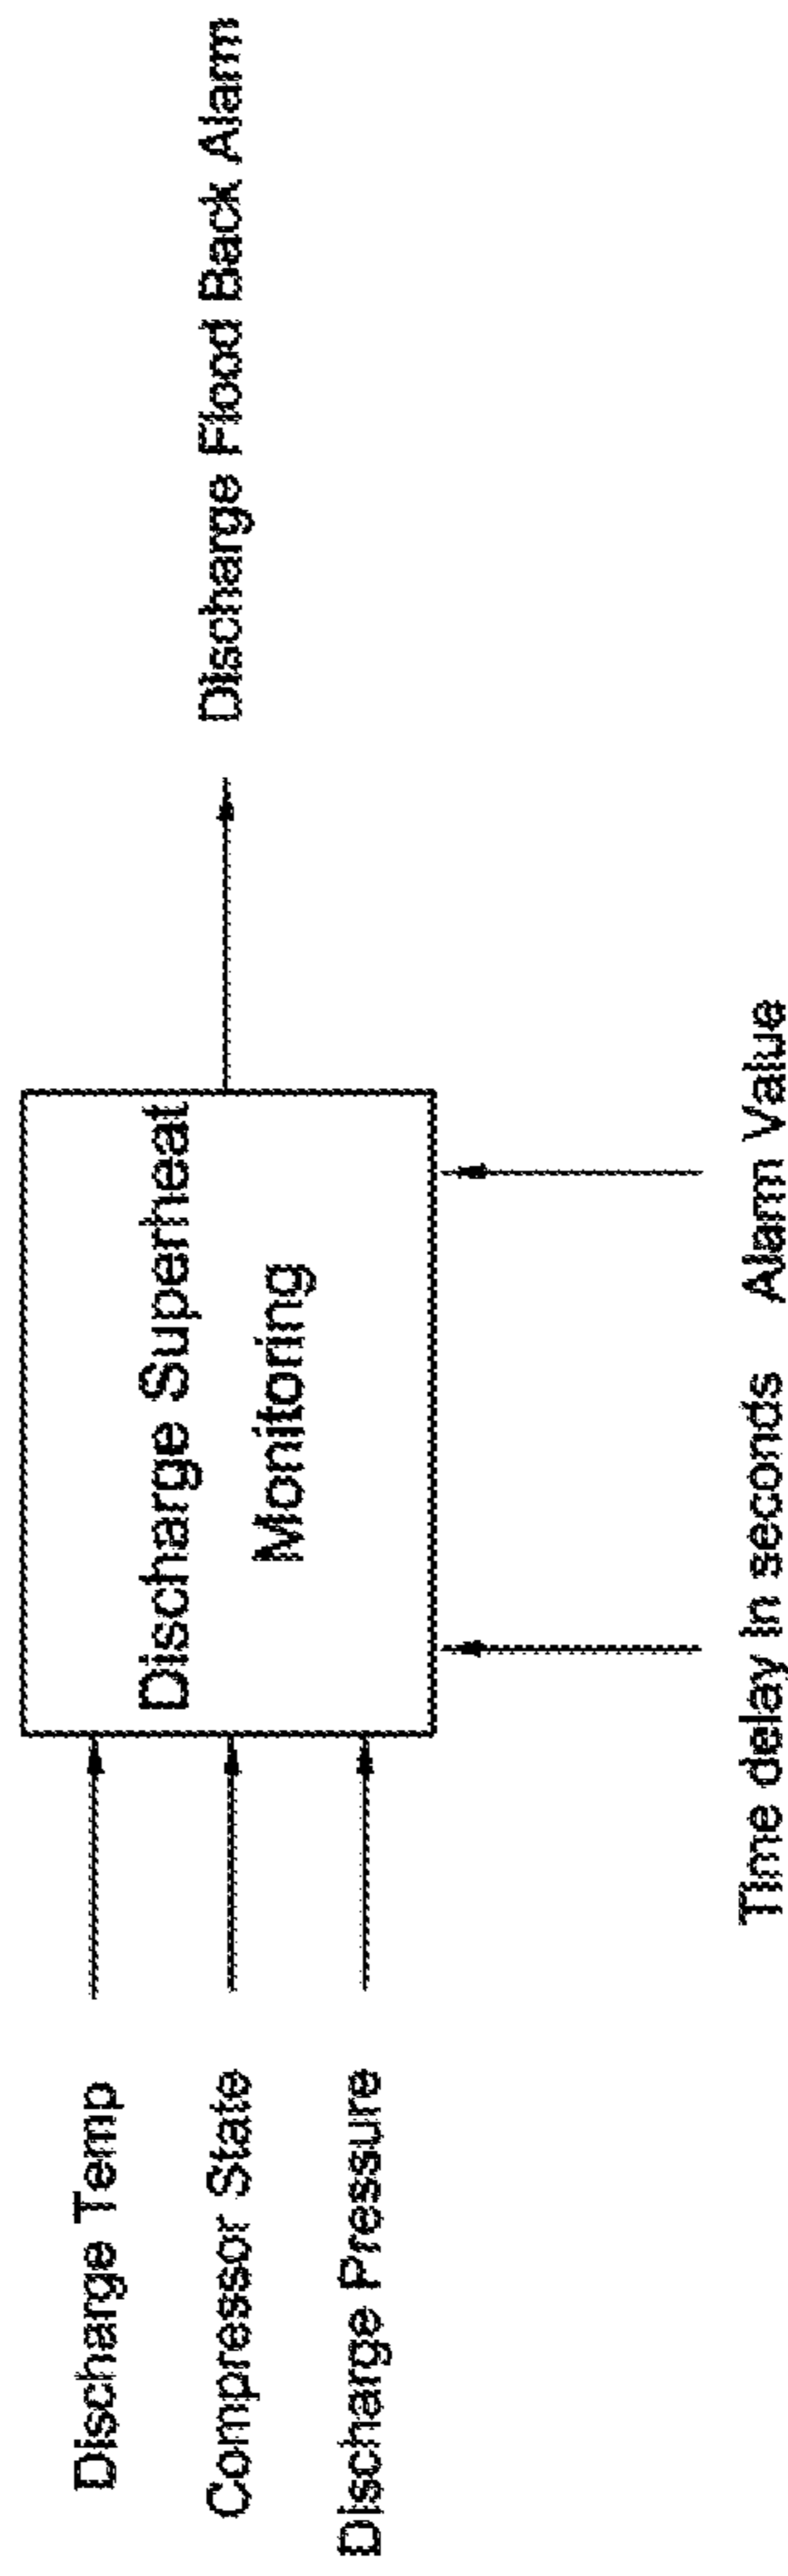 Discharge Temp
Compressor State
Discharge Pressure
Discharge Superheat
Monitoring
Discharge Flood Back Alarm
Time delay in seconds
Alarm Value